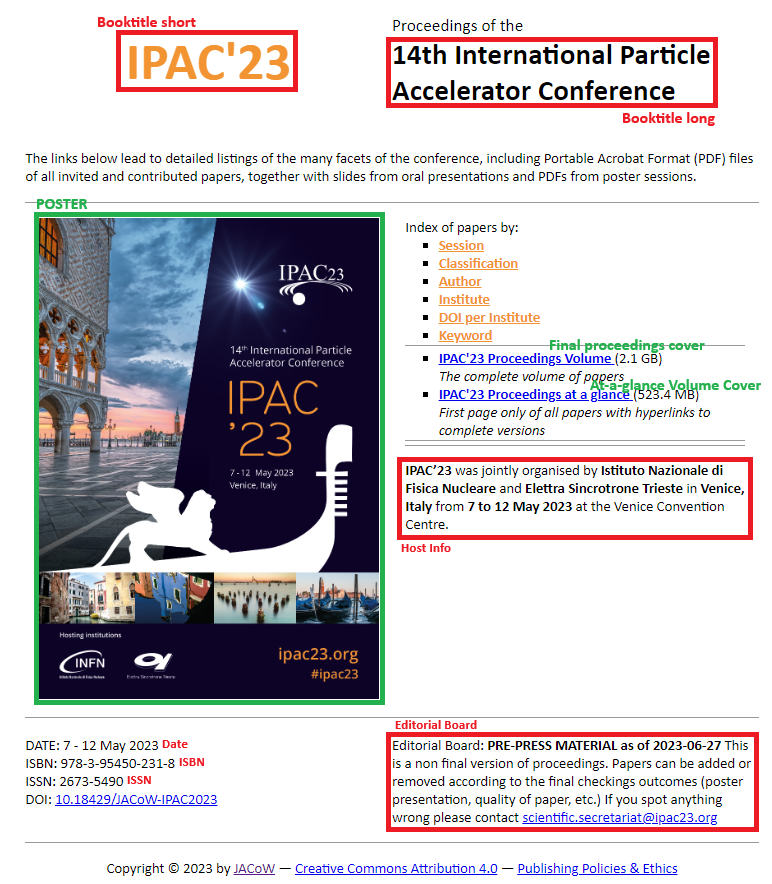 Booktitle short
IPAC'23
Proceedings of the
14th International Particle
Accelerator Conference
Booktitle long
The links below lead to detailed listings of the many facets of the conference, including Portable Acrobat Format (PDF) files
of all invited and contributed papers, together with slides from oral presentations and PDFs from poster sessions.
POSTER
IPAC23
14th International Particle
Accelerator Conference
IPAC
'23
7 - 12 May 2023
Venice, Italy
Hosting institutions
INFN
Istituto Nazionale di Fisica Nucleare
Elettra Sincrotrone Trieste
ipac23.org
#ipac23
Index of papers by:
Session
Classification
Author
Institute
DOI per Institute
Keyword
Final proceedings cover
IPAC'23 Proceedings Volume (2.1 GB)
The complete volume of papers
At-a-glance Volume Cover
IPAC'23 Proceedings at a glance (523.4 MB)
First page only of all papers with hyperlinks to
complete versions
IPAC’23 was jointly organised by Istituto Nazionale di
Fisica Nucleare and Elettra Sincrotrone Trieste in Venice,
Italy from 7 to 12 May 2023 at the Venice Convention
Centre.
Host Info
DATE: 7 - 12 May 2023 Date
ISBN: 978-3-95450-231-8 ISBN
ISSN: 2673-5490 ISSN
DOI: 10.18429/JACoW-IPAC2023
Editorial Board
Editorial Board: PRE-PRESS MATERIAL as of 2023-06-27 This
is a non final version of proceedings. Papers can be added or
removed according to the final checkings outcomes (poster
presentation, quality of paper, etc.) If you spot anything
wrong please contact scientific.secretariat@ipac23.org
Copyright © 2023 by JACoW — Creative Commons Attribution 4.0 — Publishing Policies & Ethics